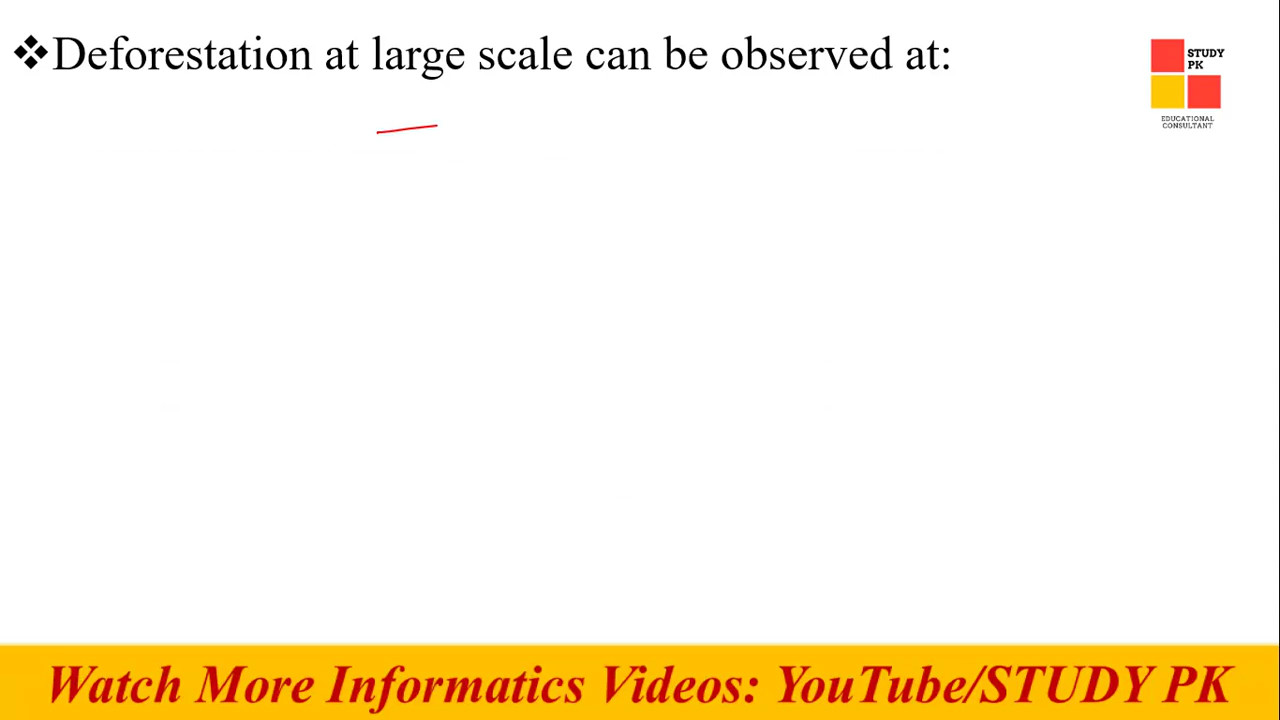 ❖Deforestation at large scale can be observed at:
STUDY
PK
EDUCATIONAL
CONSULTANT
Watch More Informatics Videos: YouTube/STUDY PK